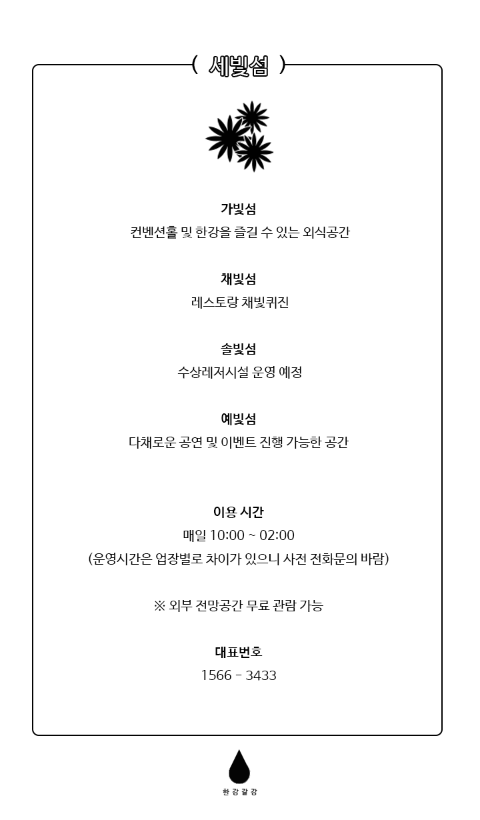 ( 세빛섬 )
가빛섬
컨벤션홀 및 한강을 즐길 수 있는 외식공간
채빛섬
레스토랑 채빛퀴진
솔빛섬
수상레저시설 운영 예정
예빛섬
다채로운 공연 및 이벤트 진행 가능한 공간
이용 시간
매일 10:00 ~ 02:00
(운영시간은 업장별로 차이가 있으니 사전 전화문의 바람)
※ 외부 전망공간 무료 관람 가능
대표번호
1566 - 3433
한강갈감